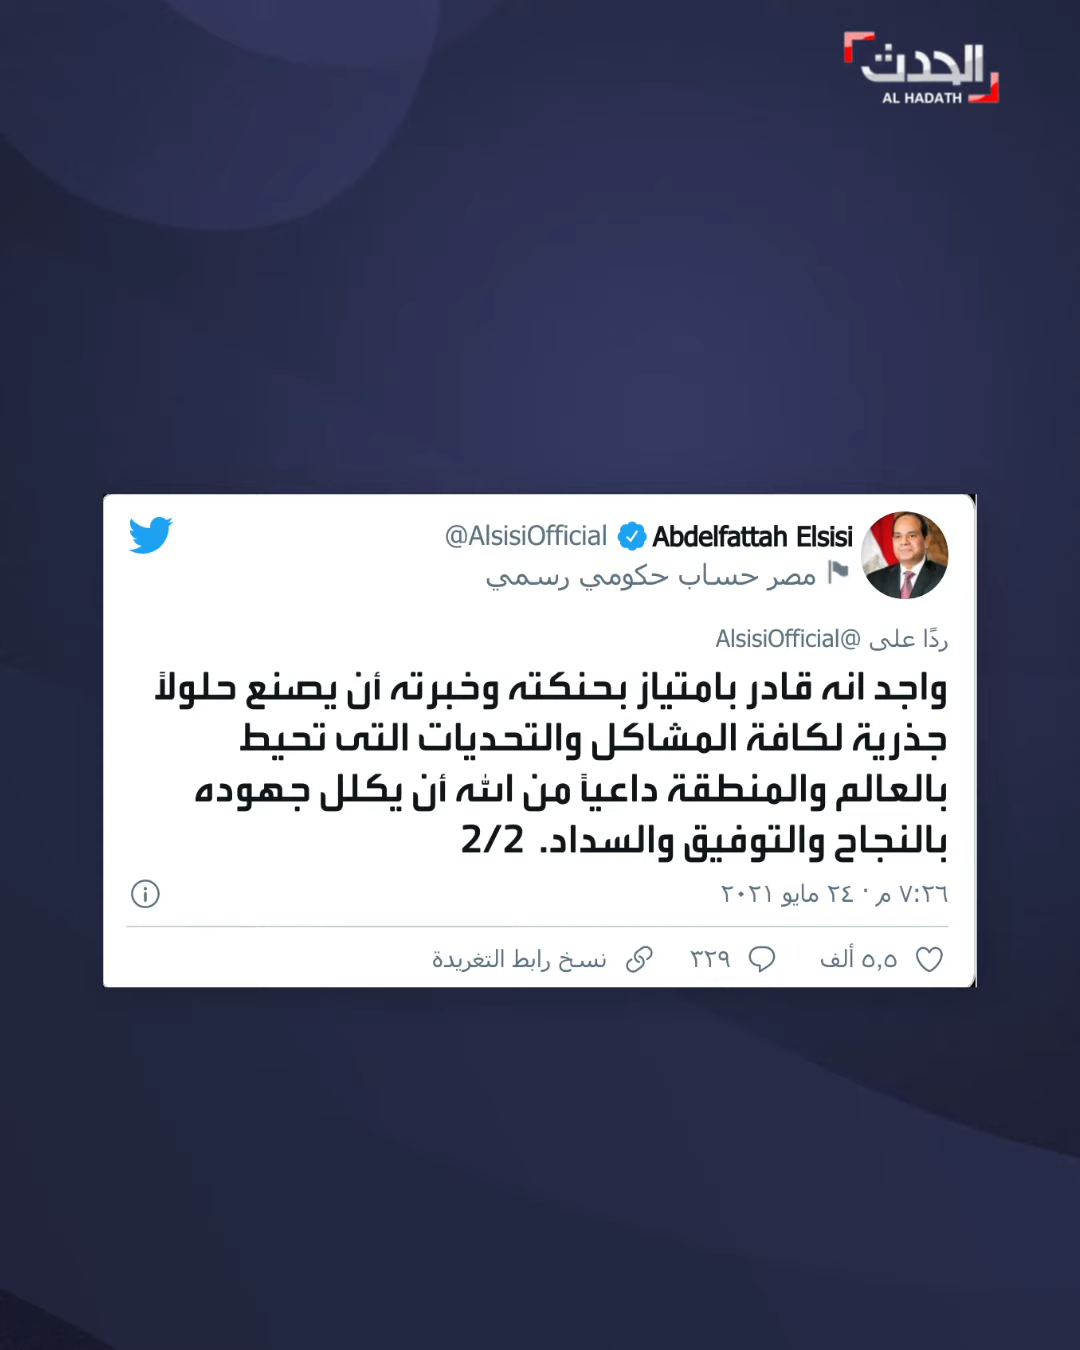 الحدث
AL HADATH
Abdelfattah Elsisi @AlsisiOfficial
مصر حساب حكومي رسمي
ردًا على @AlsisiOfficial
واجد انه قادر بامتياز بحنكته وخبرته أن يصنع حلولاً
جذرية لكافة المشاكل والتحديات التى تحيط
بالعالم والمنطقة داعياً من الله أن يكلل جهوده
بالنجاح والتوفيق والسداد. 2/2
٧:٢٦ م · ٢٤ مايو ٢٠٢١
٥,٥ ألف ٣٢٩ نسخ رابط التغريدة